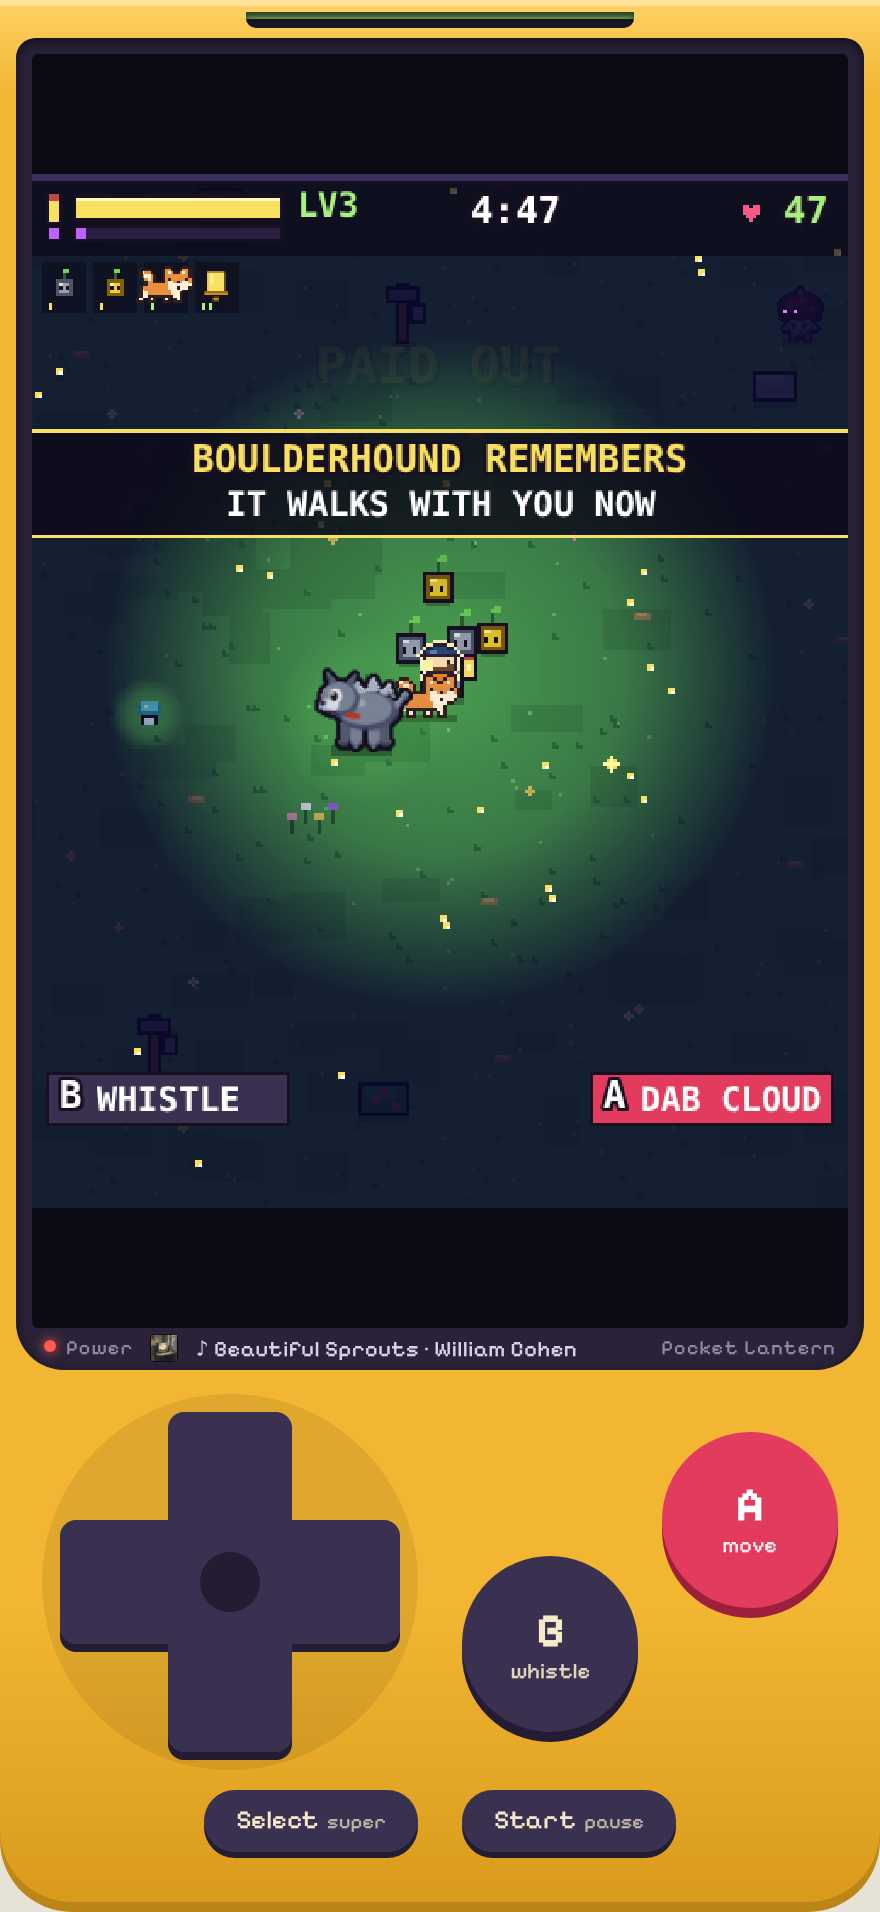 LV3
4:47
47
PAID OUT
BOULDERHOUND REMEMBERS
IT WALKS WITH YOU NOW
B WHISTLE
A DAB CLOUD
Power
♪ Beautiful Sprouts · William Cohen
Pocket Lantern
A
move
B
whistle
Select super
Start pause